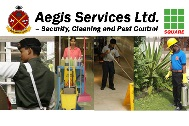 Aegis Services Ltd.
– Security, Cleaning and Pest Control
SQUARE